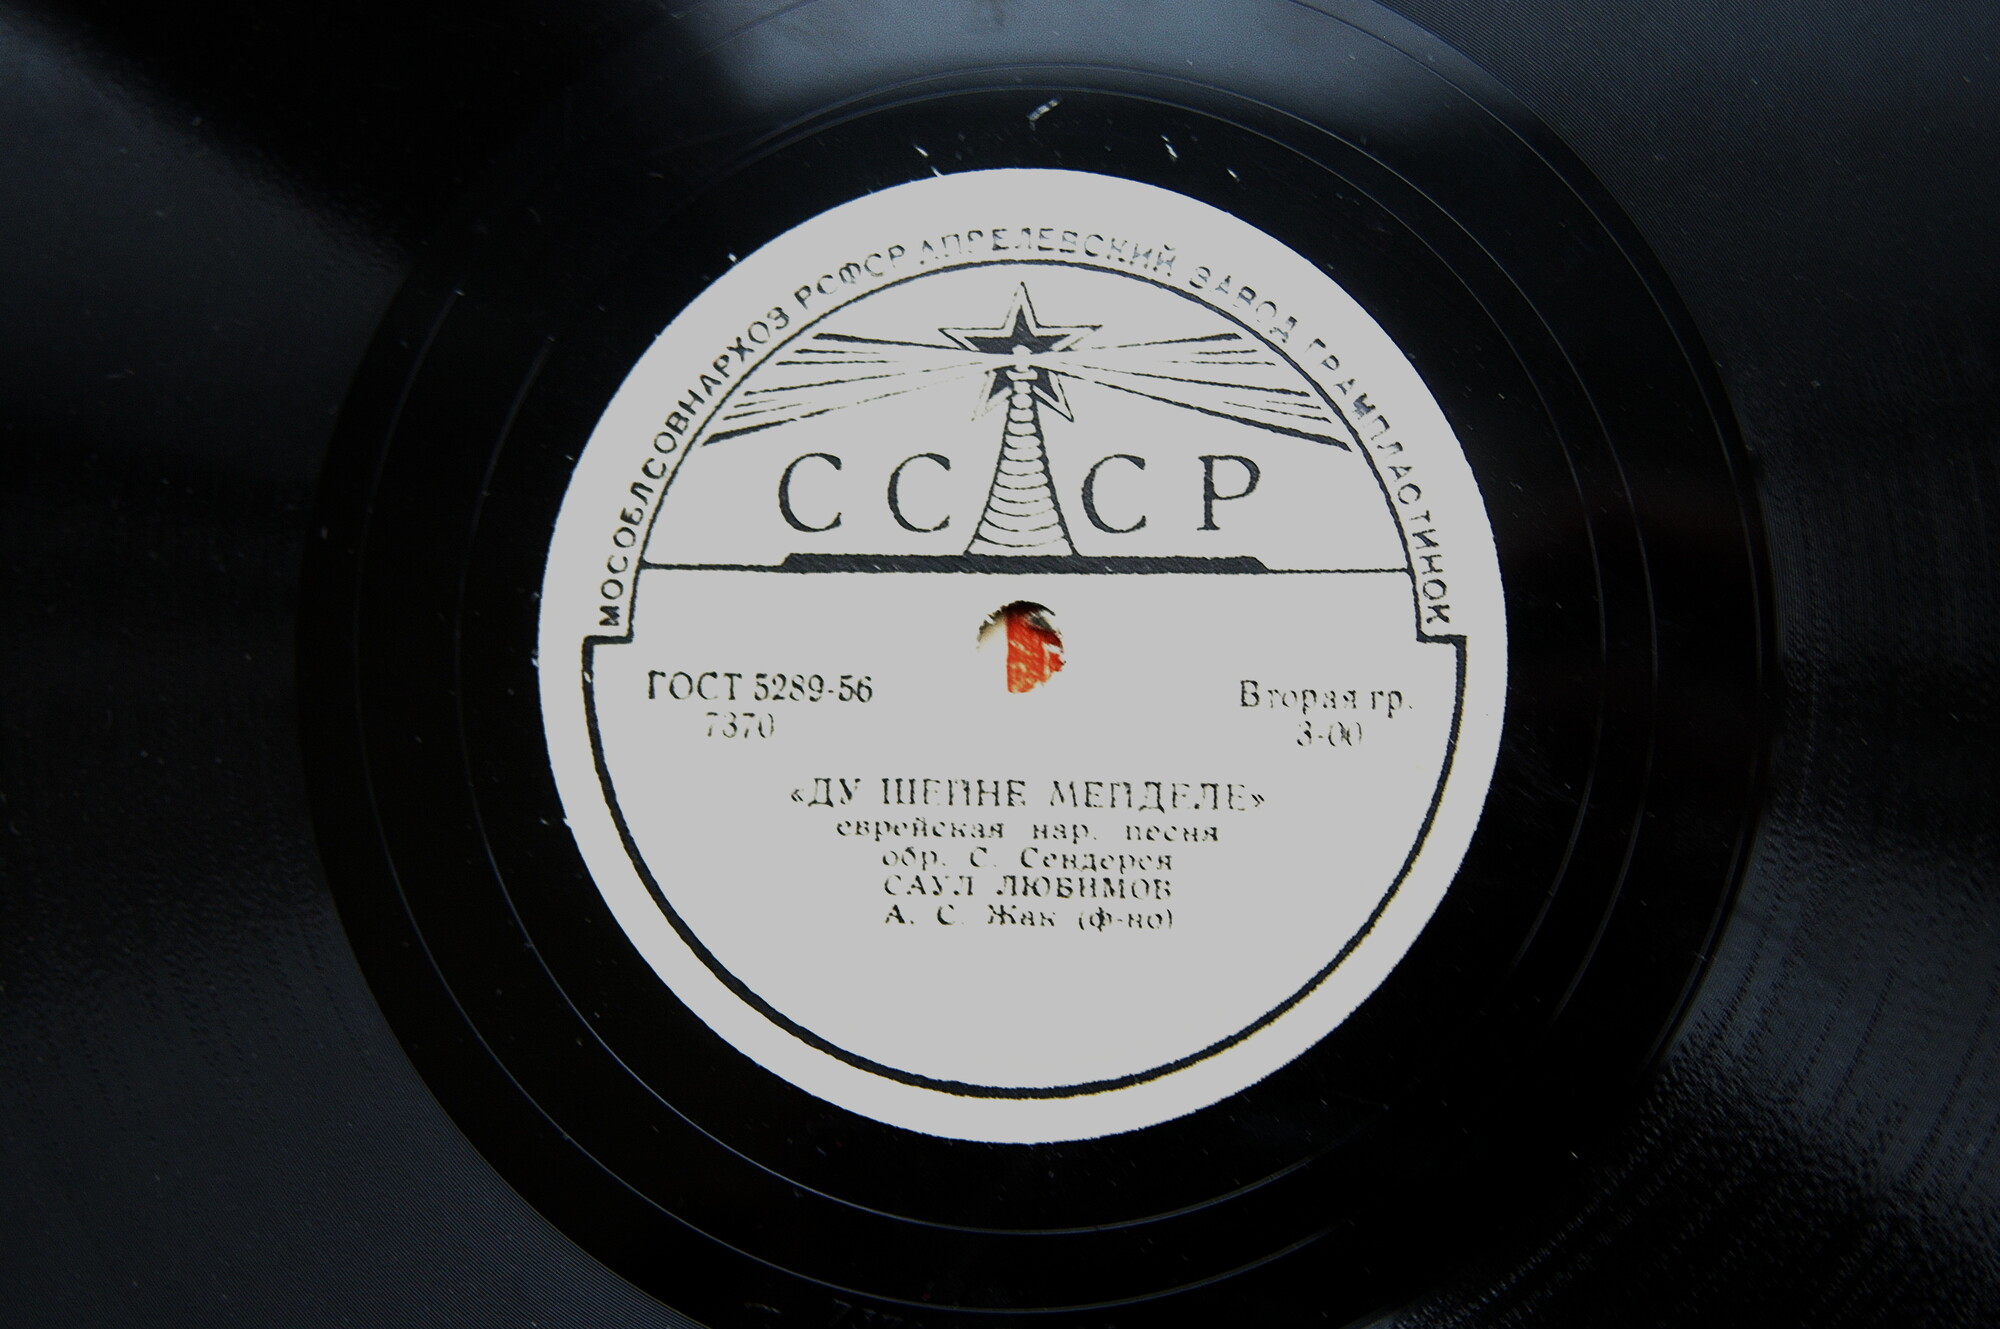 МОСОБЛСОВНАРХОЗ РСФСР АПРЕЛЕВСКИЙ ЗАВОД ГРАМПЛАСТИНОК
СССР
ГОСТ 5289-56
7370
Вторая гр.
3-00
«ДУ ШЕЙНЕ МЕЙДЕЛЕ»
еврейская нар. песня
обр. С. Сендерея
САУЛ ЛЮБИМОВ
А. С. Жак (ф-но)